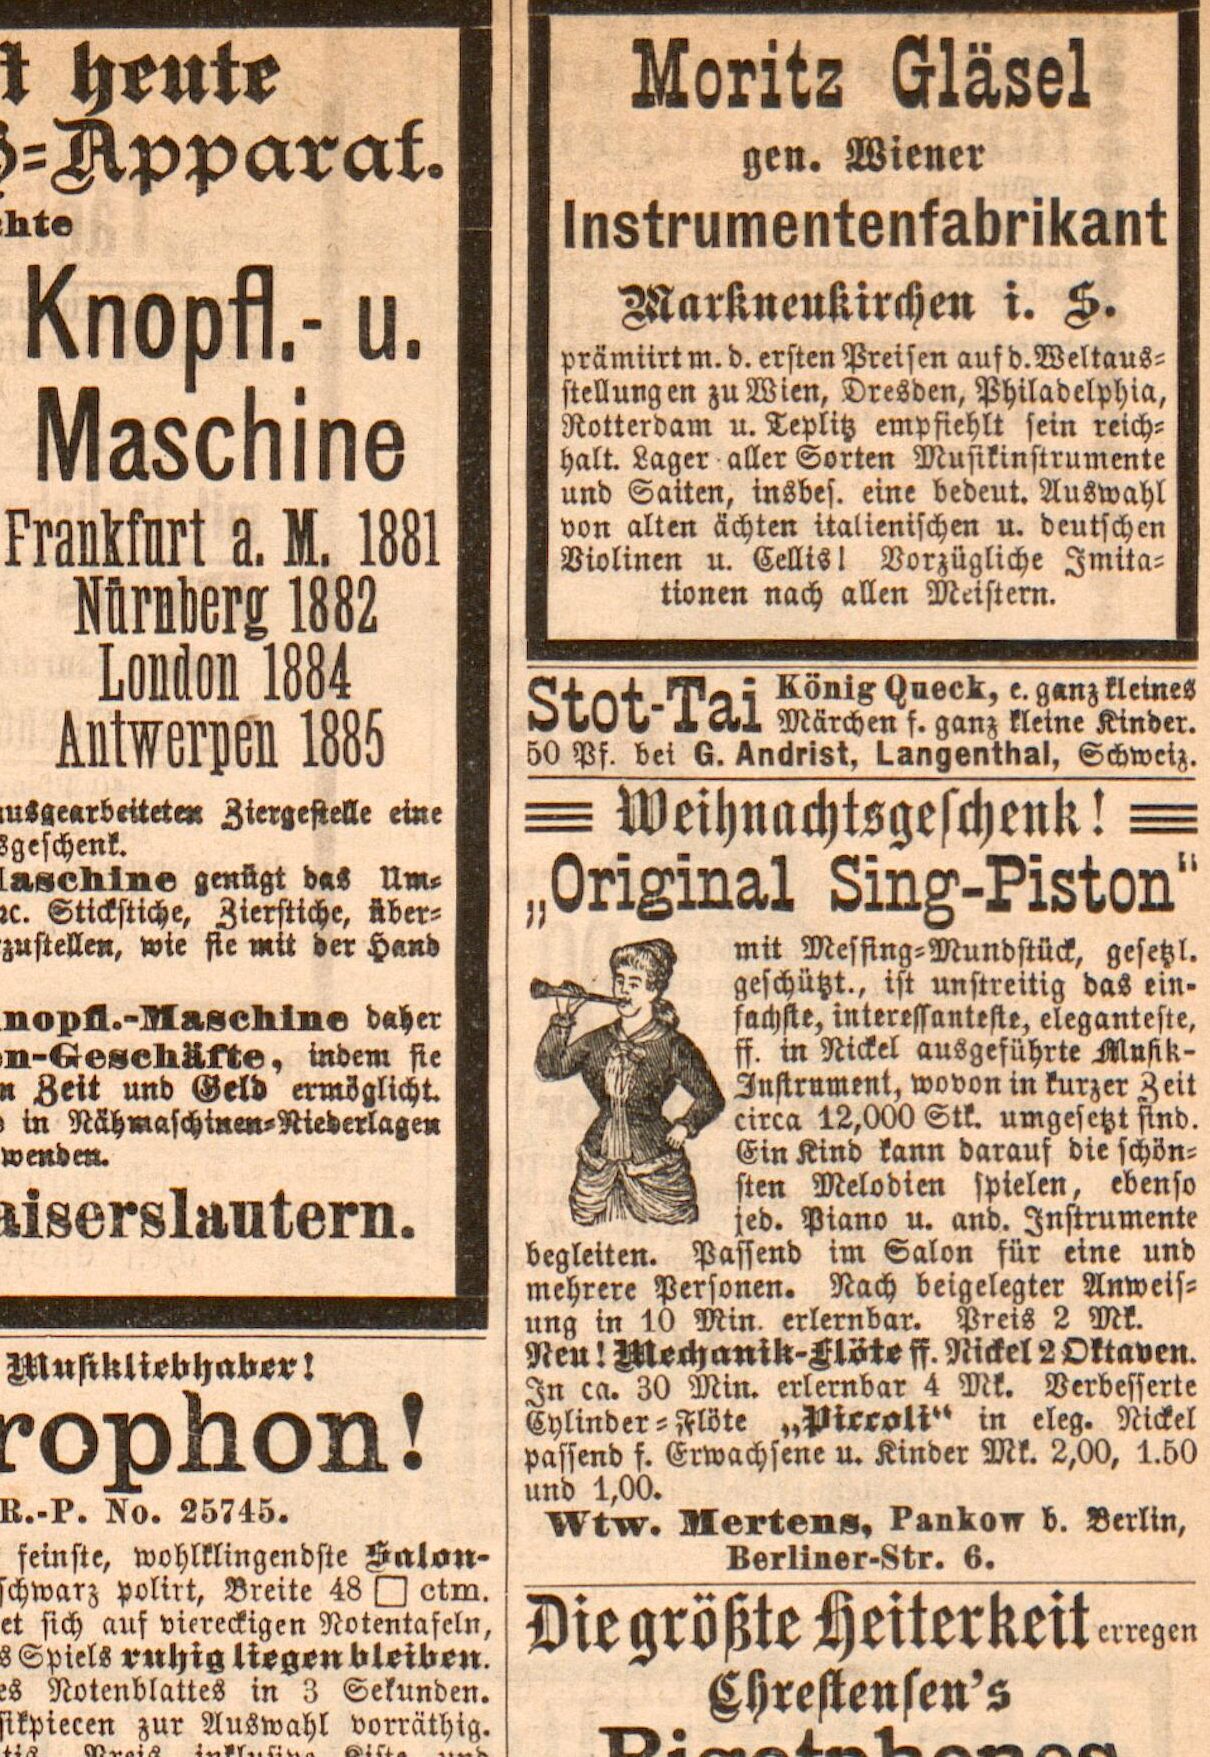 heute
Apparat.
Knopfl.- u.
Maschine
Frankfurt a. M. 1881
Nürnberg 1882
London 1884
Antwerpen 1885
ausgearbeiteten Ziergestelle eine
sgeschenk.
Maschine genügt das Um-
ꝛc. Stickstiche, Zierstiche, über-
zustellen, wie sie mit der Hand
nopfl.-Maschine daher
en-Geschäfte, indem sie
n Zeit und Geld ermöglicht.
in Nähmaschinen-Niederlagen
wenden.
aiserslautern.
Musikliebhaber!
rophon!
R.-P. No. 25745.
feinste, wohlklingendste Salon-
schwarz polirt, Breite 48 □ ctm.
et sich auf viereckigen Notentafeln,
s Spiels ruhig liegen bleiben.
es Notenblattes in 3 Sekunden.
sikpiecen zur Auswahl vorräthig.
Preis inklusive Kiste und
Moritz Gläsel
gen. Wiener
Instrumentenfabrikant
Markneukirchen i. S.
prämiirt m. d. ersten Preisen auf d. Weltaus-
stellungen zu Wien, Dresden, Philadelphia,
Rotterdam u. Teplitz empfiehlt sein reich-
halt. Lager aller Sorten Musikinstrumente
und Saiten, insbes. eine bedeut. Auswahl
von alten ächten italienischen u. deutschen
Violinen u. Cellis! Vorzügliche Imita-
tionen nach allen Meistern.
Stot-Tai König Queck, e. ganz kleines
Märchen f. ganz kleine Kinder.
50 Pf. bei G. Andrist, Langenthal, Schweiz.
Weihnachtsgeschenk!
„Original Sing-Piston“
mit Messing-Mundstück, gesetzl.
geschützt., ist unstreitig das ein-
fachste, interessanteste, eleganteste,
ff. in Nickel ausgeführte Musik-
Instrument, wovon in kurzer Zeit
circa 12,000 Stk. umgesetzt sind.
Ein Kind kann darauf die schön-
sten Melodien spielen, ebenso
jed. Piano u. and. Instrumente
begleiten. Passend im Salon für eine und
mehrere Personen. Nach beigelegter Anweis-
ung in 10 Min. erlernbar. Preis 2 Mk.
Neu! Mechanik-Flöte ff. Nickel 2 Oktaven.
In ca. 30 Min. erlernbar 4 Mk. Verbesserte
Cylinder-Flöte „Piccoli“ in eleg. Nickel
passend f. Erwachsene u. Kinder Mk. 2,00, 1.50
und 1,00.
Wtw. Mertens, Pankow b. Berlin,
Berliner-Str. 6.
Die größte Heiterkeit erregen
Chrestensen's
Bigotphones